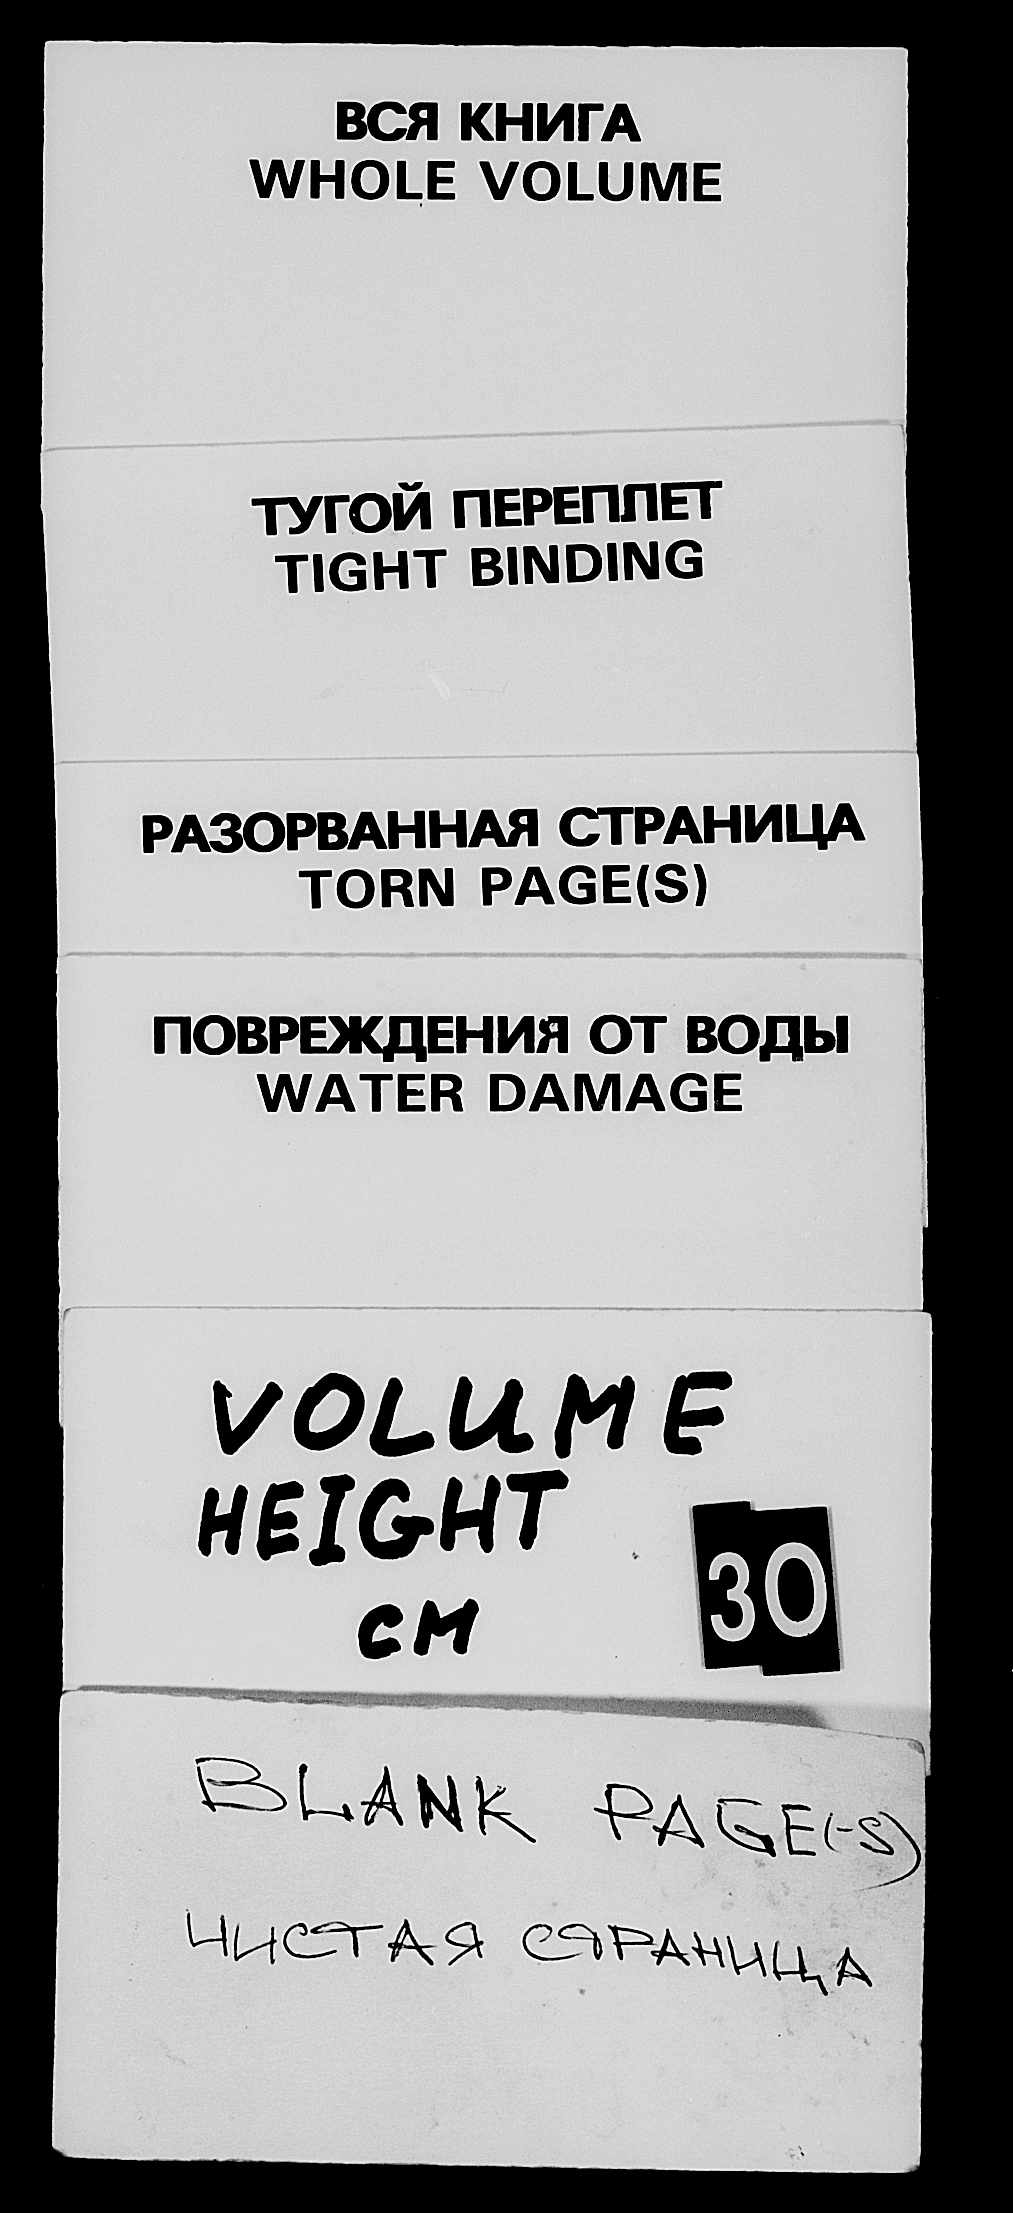 ВСЯ КНИГА
WHOLE VOLUME
ТУГОЙ ПЕРЕПЛЕТ
TIGHT BINDING
РАЗОРВАННАЯ СТРАНИЦА
TORN PAGE(S)
ПОВРЕЖДЕНИЯ ОТ ВОДЫ
WATER DAMAGE
VOLUME
HEIGHT
30
CM
BLANK PAGE(-S)
ЧИСТАЯ СТРАНИЦА